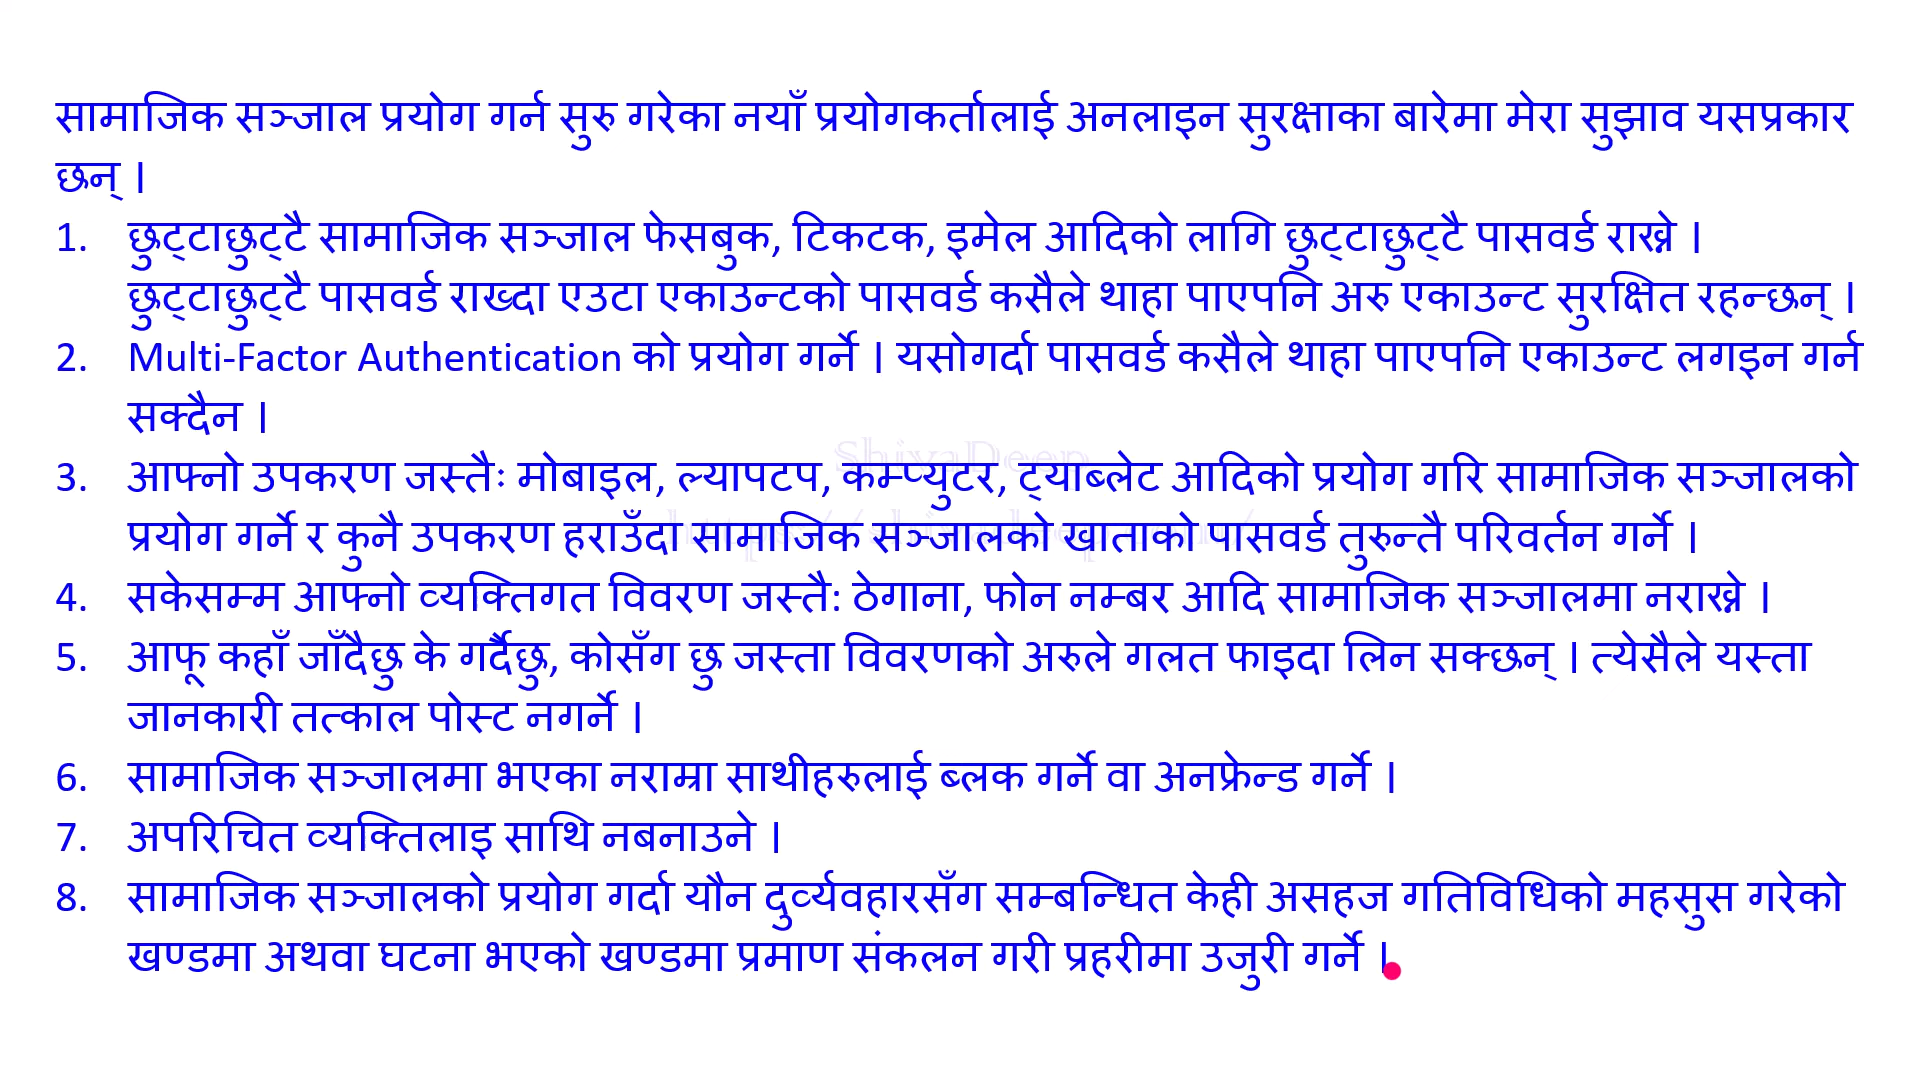 सामाजिक सञ्जाल प्रयोग गर्न सुरु गरेका नयाँ प्रयोगकर्तालाई अनलाइन सुरक्षाका बारेमा मेरा सुझाव यसप्रकार
छन् ।
1. छुट्टाछुट्टै सामाजिक सञ्जाल फेसबुक, टिकटक, इमेल आदिको लागि छुट्टाछुट्टै पासवर्ड राख्ने ।
छुट्टाछुट्टै पासवर्ड राख्दा एउटा एकाउन्टको पासवर्ड कसैले थाहा पाएपनि अरु एकाउन्ट सुरक्षित रहन्छन् ।
2. Multi-Factor Authentication को प्रयोग गर्ने । यसोगर्दा पासवर्ड कसैले थाहा पाएपनि एकाउन्ट लगइन गर्न
सक्दैन ।
ShivaDeep
3. आफ्नो उपकरण जस्तैः मोबाइल, ल्यापटप, कम्प्युटर, ट्याब्लेट आदिको प्रयोग गरि सामाजिक सञ्जालको
प्रयोग गर्ने र कुनै उपकरण हराउँदा सामाजिक सञ्जालको खाताको पासवर्ड तुरुन्तै परिवर्तन गर्ने ।
4. सकेसम्म आफ्नो व्यक्तिगत विवरण जस्तै: ठेगाना, फोन नम्बर आदि सामाजिक सञ्जालमा नराख्ने ।
5. आफू कहाँ जाँदैछु के गर्दैछु, कोसँग छु जस्ता विवरणको अरुले गलत फाइदा लिन सक्छन् । त्येसैले यस्ता
जानकारी तत्काल पोस्ट नगर्ने ।
6. सामाजिक सञ्जालमा भएका नराम्रा साथीहरुलाई ब्लक गर्ने वा अनफ्रेन्ड गर्ने ।
7. अपरिचित व्यक्तिलाइ साथि नबनाउने ।
8. सामाजिक सञ्जालको प्रयोग गर्दा यौन दुर्व्यवहारसँग सम्बन्धित केही असहज गतिविधिको महसुस गरेको
खण्डमा अथवा घटना भएको खण्डमा प्रमाण संकलन गरी प्रहरीमा उजुरी गर्ने ।